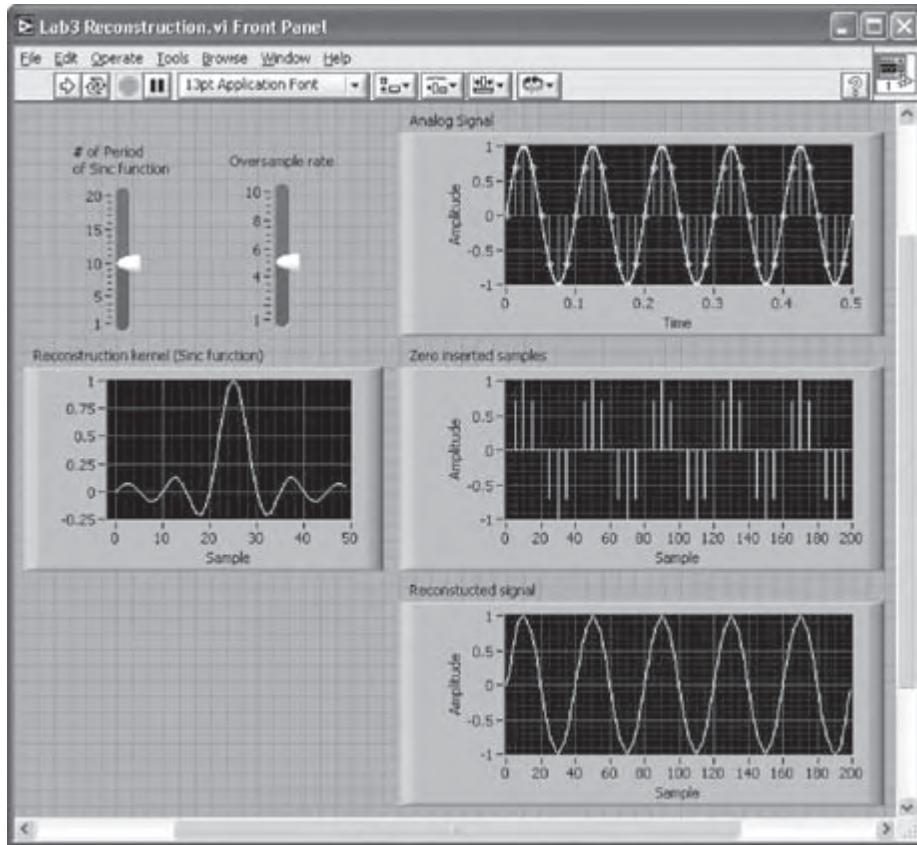 Lab3 Reconstruction.vi Front Panel
File Edit Operate Tools Browse Window Help
13pt Application Font
1
# of Period
of Sinc function
20
15
10
5
1
Oversample rate
10
8
6
4
1
Analog Signal
Amplitude
1
0.5
0
-0.5
-1
0 0.1 0.2 0.3 0.4 0.5
Time
Reconstruction kernel (Sinc function)
1
0.75
0.5
0.25
0
-0.25
0 10 20 30 40 50
Sample
Zero inserted samples
Amplitude
1
0.5
0
-0.5
-1
0 20 40 60 80 100 120 140 160 180 200
Sample
Reconstucted signal
Amplitude
1
0.5
0
-0.5
-1
0 20 40 60 80 100 120 140 160 180 200
Sample